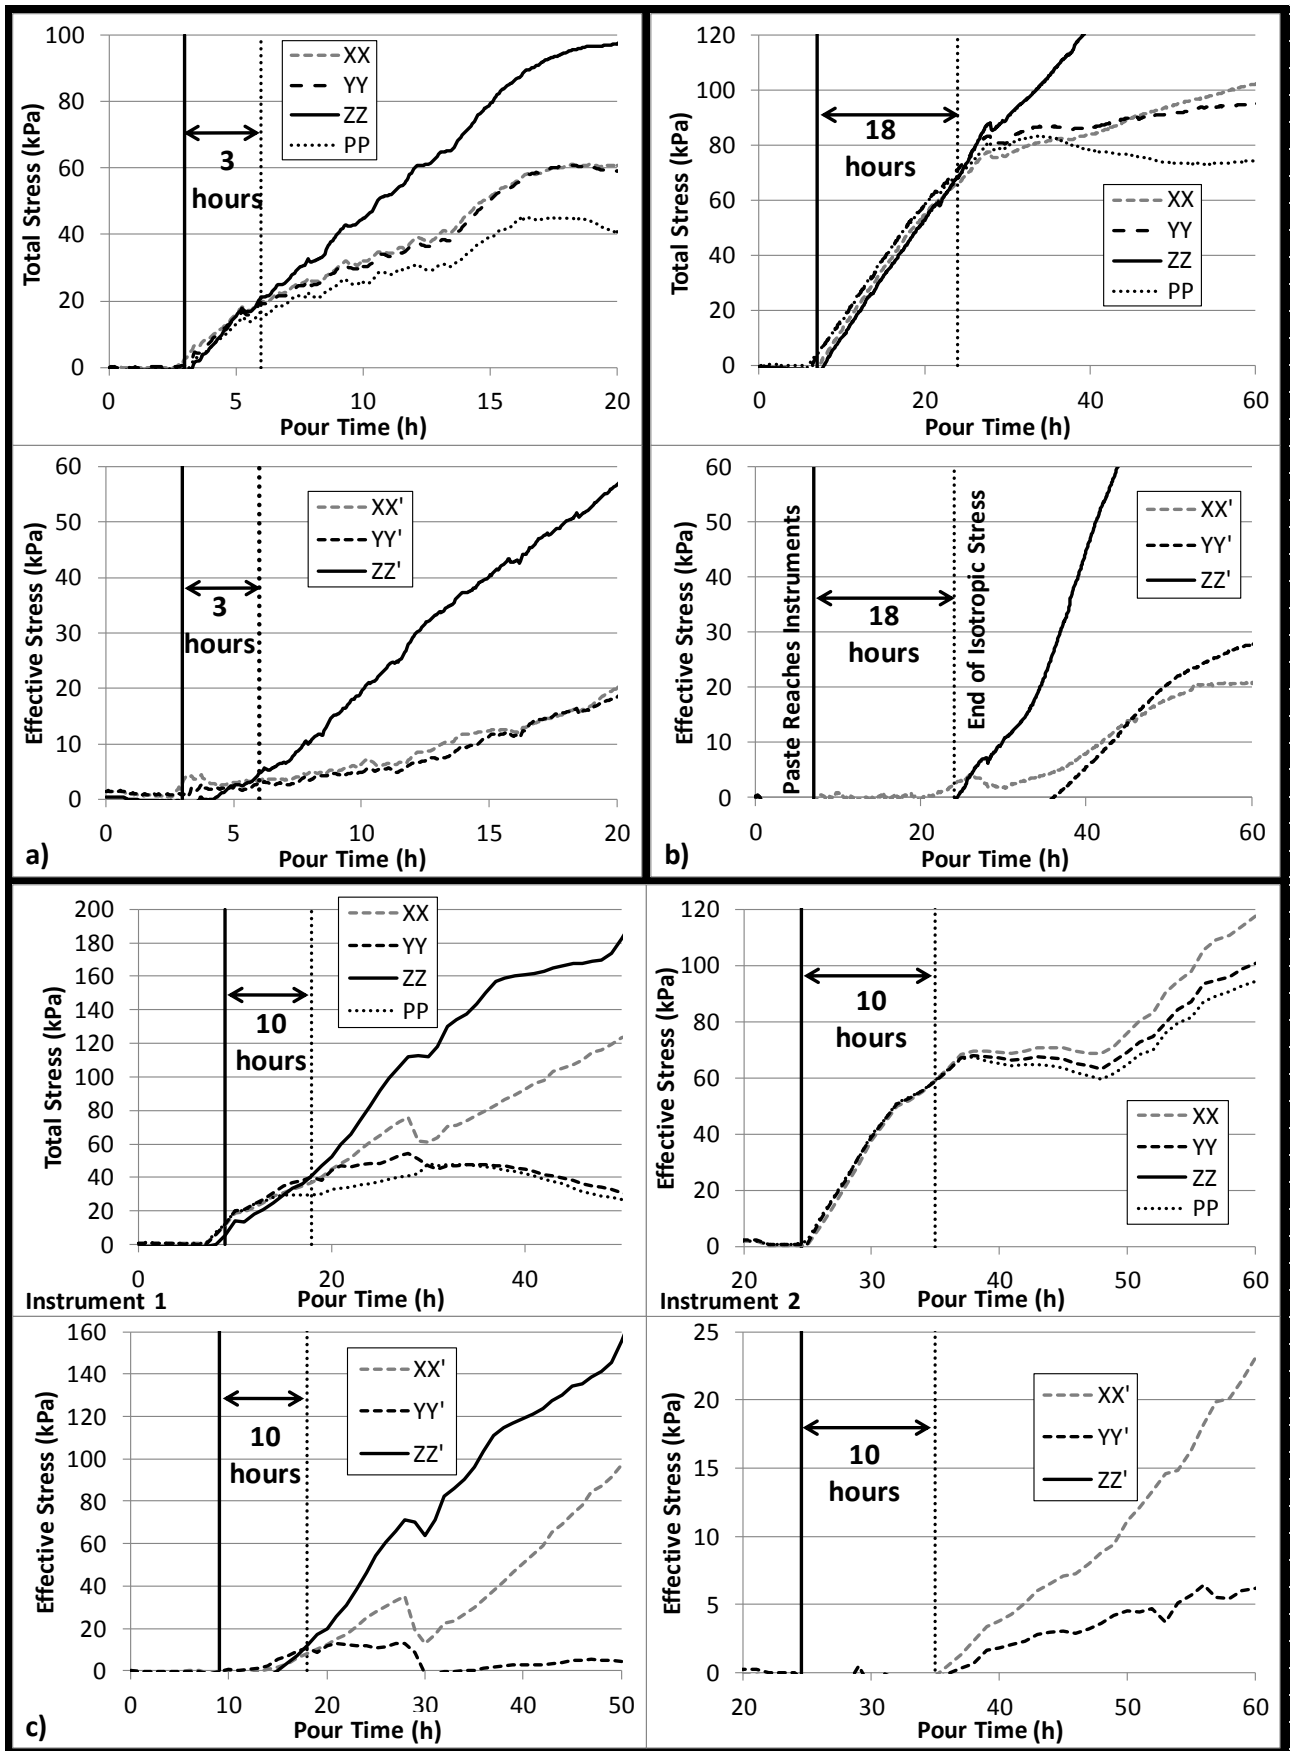 Total Stress (kPa)
100
80
60
40
20
0
XX
YY
ZZ
PP
3
hours
0
5
10
15
20
Pour Time (h)
Total Stress (kPa)
120
100
80
60
40
20
0
18
hours
XX
YY
ZZ
PP
0
20
40
60
Pour Time (h)
Effective Stress (kPa)
60
50
40
30
20
10
0
XX'
YY'
ZZ'
3
hours
0
5
10
15
20
a)
Pour Time (h)
Effective Stress (kPa)
60
50
40
30
20
10
0
Paste Reaches Instruments
18
hours
End of Isotropic Stress
XX'
YY'
ZZ'
0
20
40
60
b)
Pour Time (h)
Total Stress (kPa)
200
180
160
140
120
100
80
60
40
20
0
XX
YY
ZZ
PP
10
hours
0
20
40
Instrument 1
Pour Time (h)
Effective Stress (kPa)
120
100
80
60
40
20
0
10
hours
XX
YY
ZZ
PP
20
30
40
50
60
Instrument 2
Pour Time (h)
Effective Stress (kPa)
160
140
120
100
80
60
40
20
0
10
hours
XX'
YY'
ZZ'
0
10
20
30
40
50
c)
Pour Time (h)
Effective Stress (kPa)
25
20
15
10
5
0
10
hours
XX'
YY'
ZZ'
20
30
40
50
60
Pour Time (h)